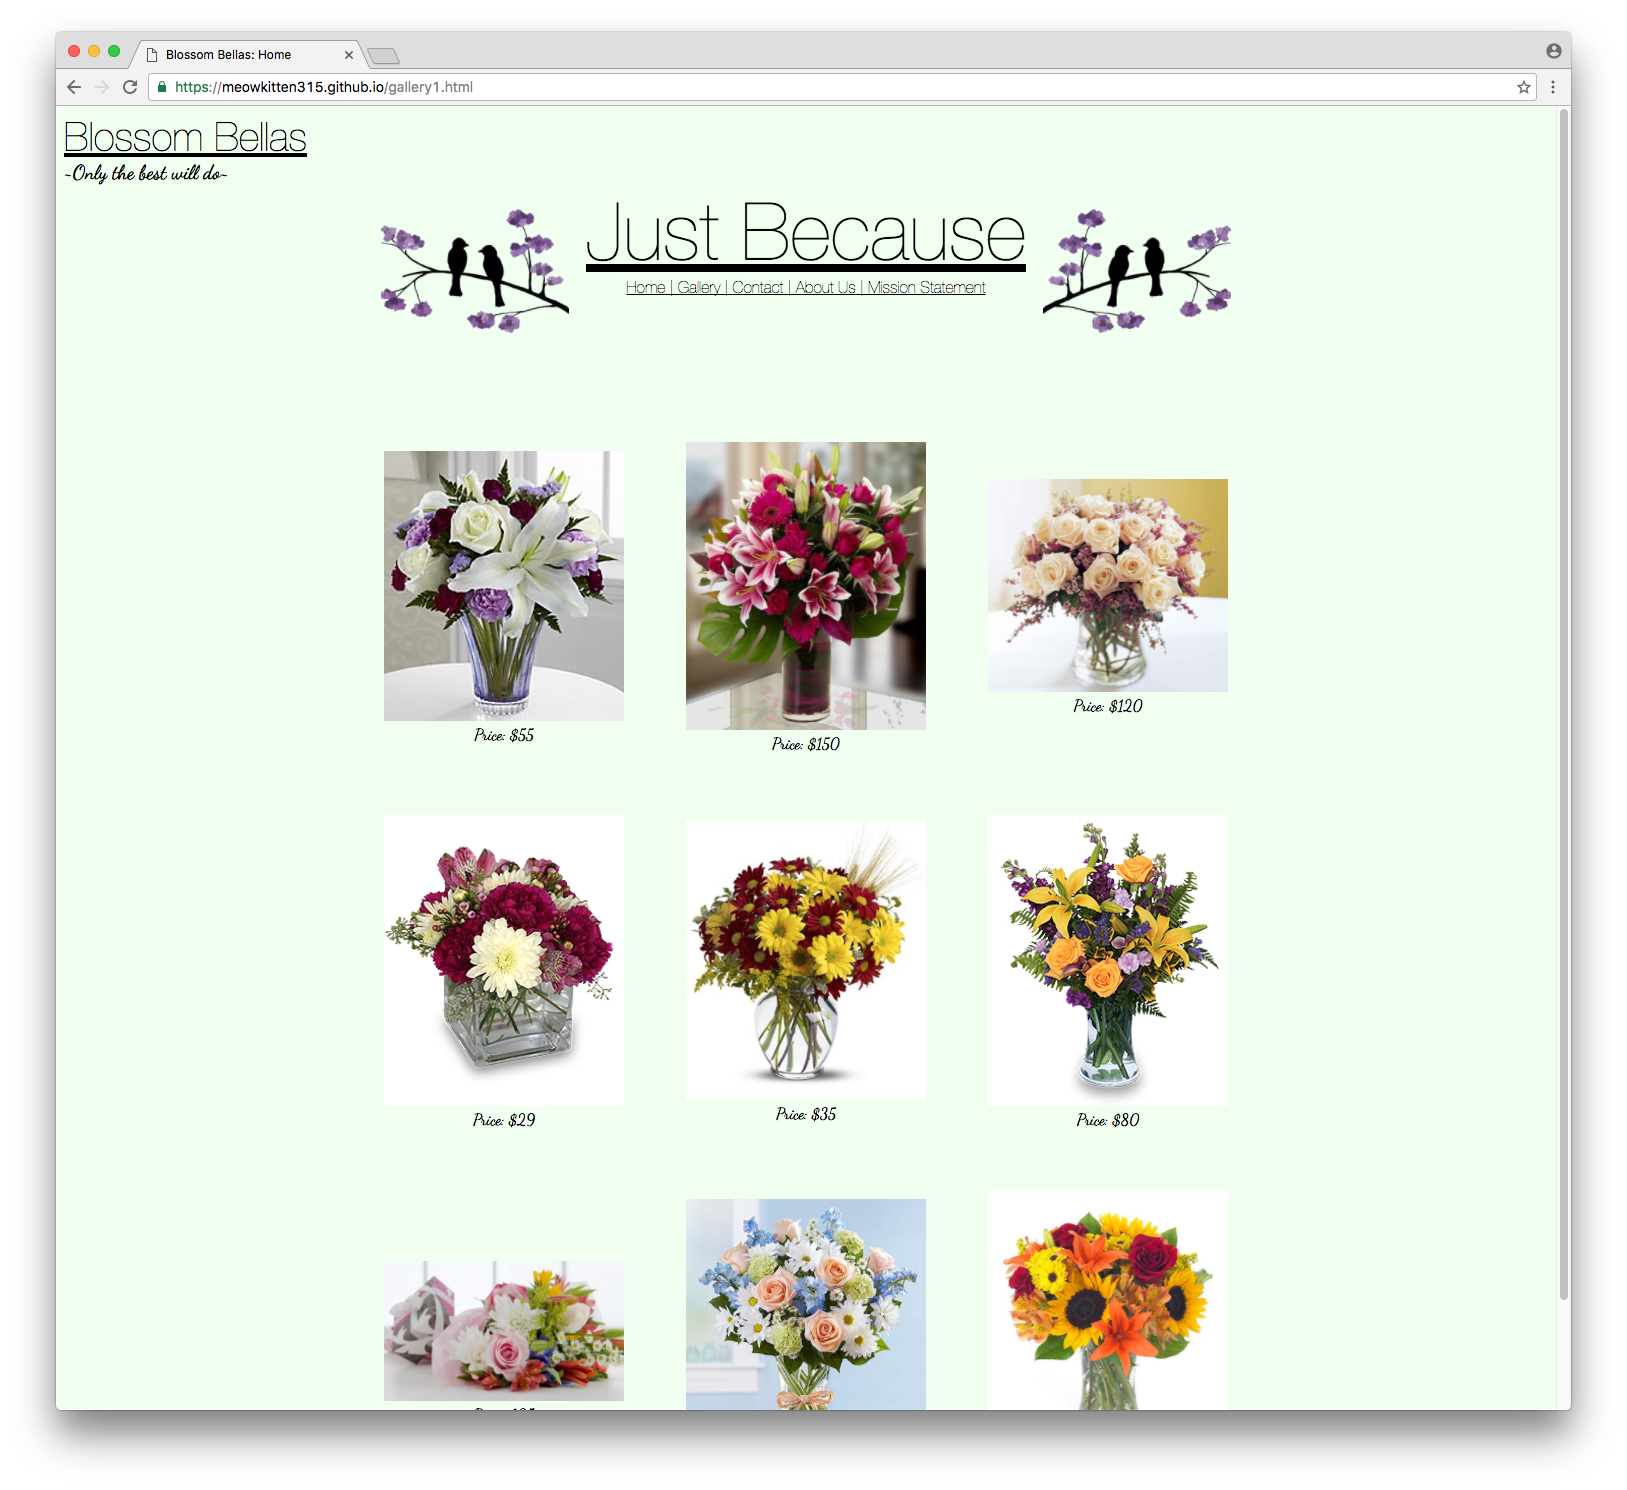 Blossom Bellas: Home
https://meowkitten315.github.io/gallery1.html
Blossom Bellas
~Only the best will do~
Just Because
Home | Gallery | Contact | About Us | Mission Statement
Price: $55
Price: $150
Price: $120
Price: $29
Price: $35
Price: $80